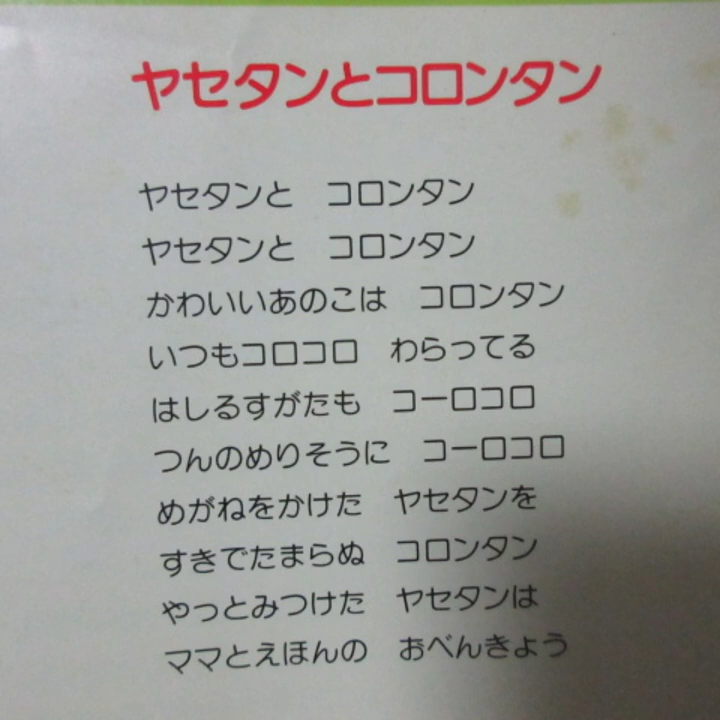 ヤセタンとコロンタン
ヤセタンと　コロンタン
ヤセタンと　コロンタン
かわいいあのこは　コロンタン
いつもコロコロ　わらってる
はしるすがたも　コーロコロ
つんのめりそうに　コーロコロ
めがねをかけた　ヤセタンを
すきでたまらぬ　コロンタン
やっとみつけた　ヤセタンは
ママとえほんの　おべんきよう